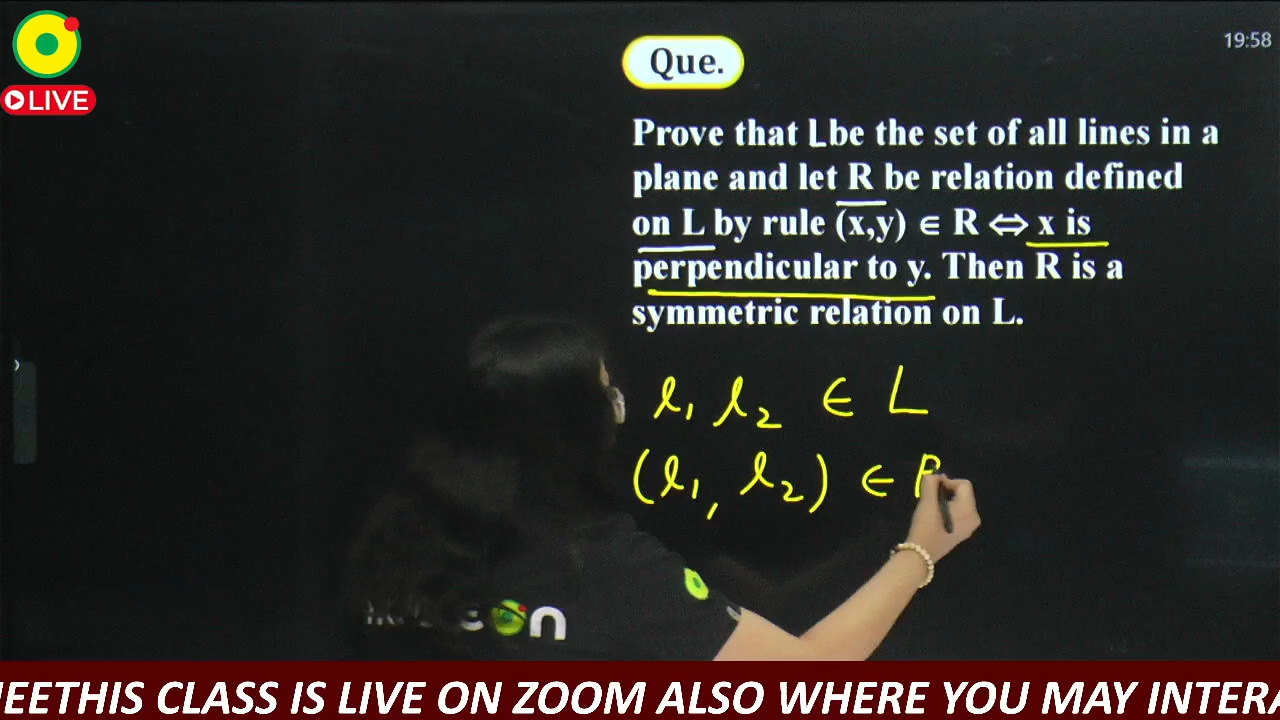 LIVE
19:58
Que.
Prove that L be the set of all lines in a
plane and let R be relation defined
on L by rule (x,y) ∈ R ⇔ x is
perpendicular to y. Then R is a
symmetric relation on L.
l₁ l₂ ∈ L
(l₁, l₂) ∈ R
THIS CLASS IS LIVE ON ZOOM ALSO WHERE YOU MAY